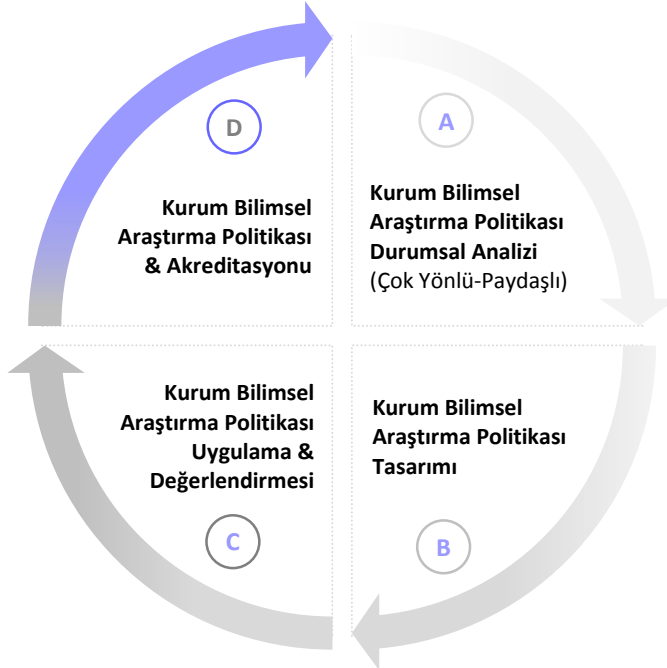 A
Kurum Bilimsel
Araştırma Politikası
Durumsal Analizi
(Çok Yönlü-Paydaşlı)
Kurum Bilimsel
Araştırma Politikası
Tasarımı
B
Kurum Bilimsel
Araştırma Politikası
Uygulama &
Değerlendirmesi
C
D
Kurum Bilimsel
Araştırma Politikası
& Akreditasyonu